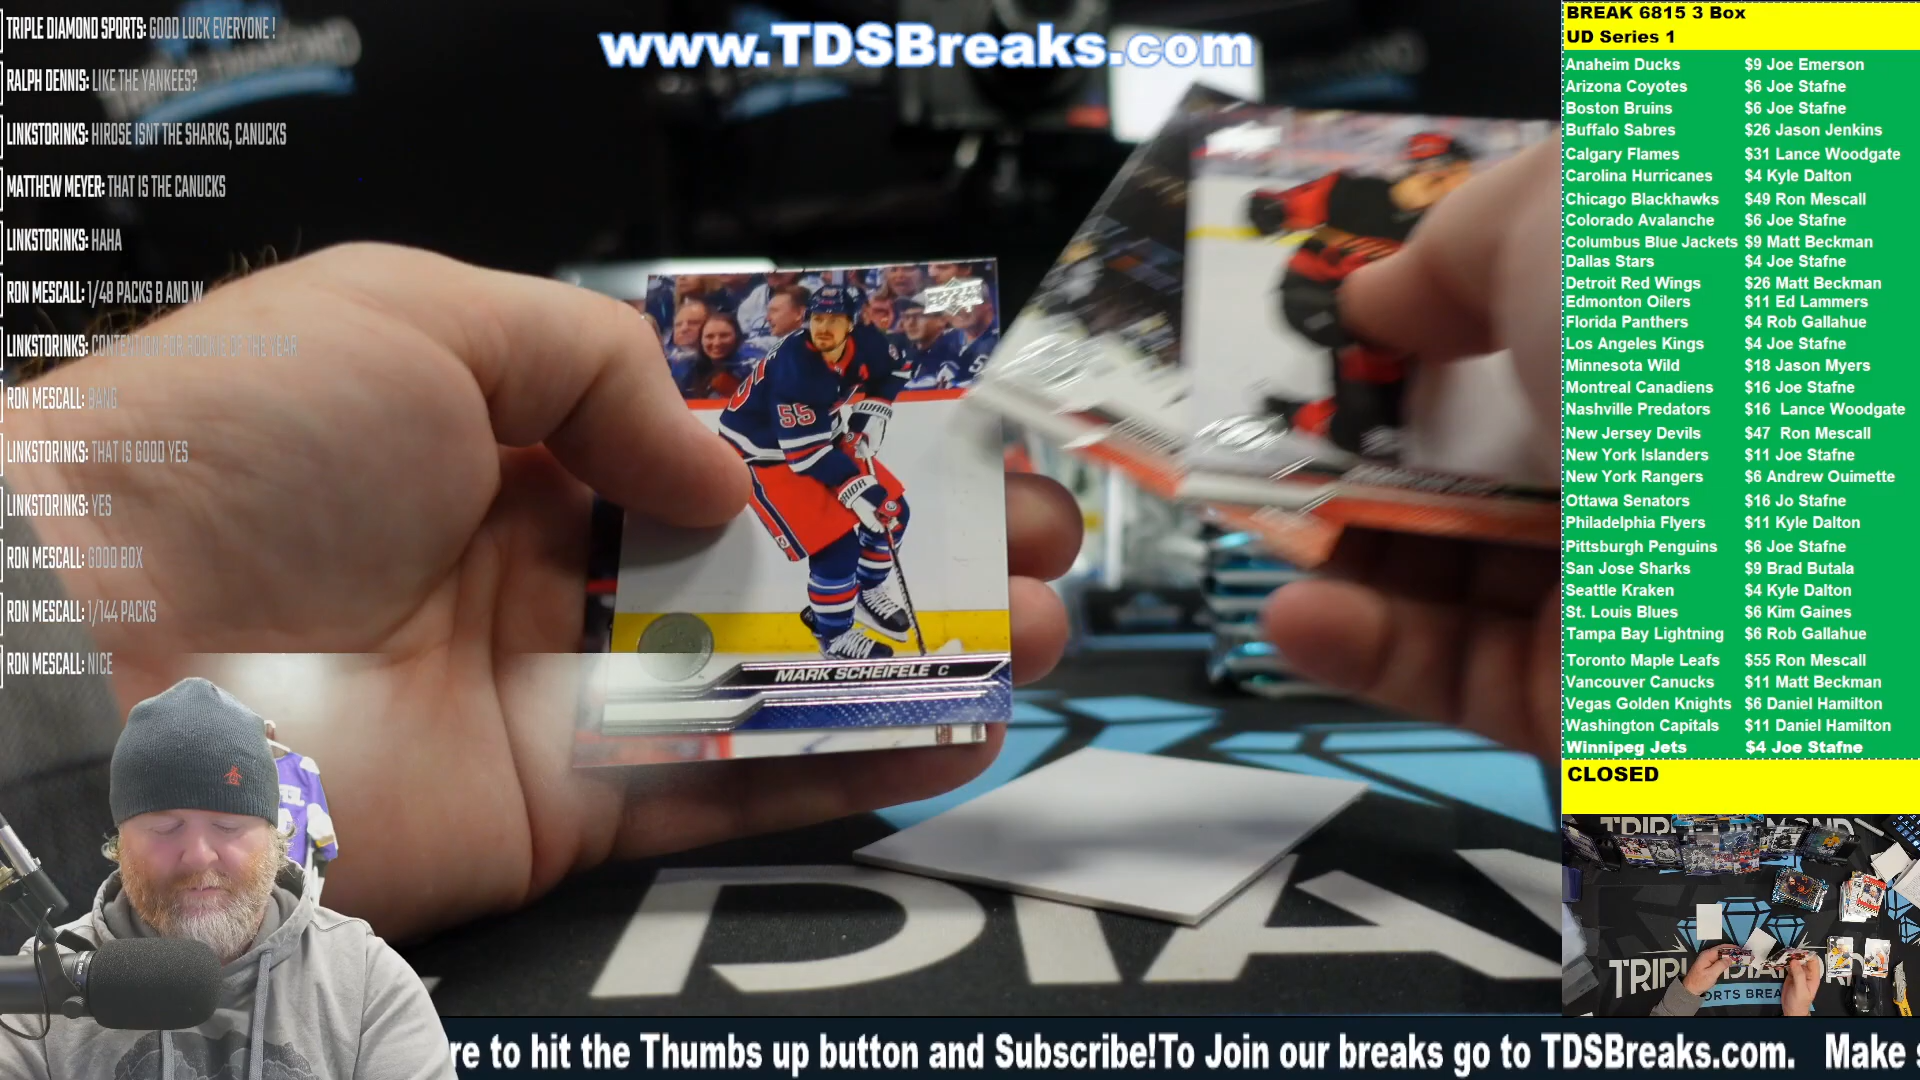 TRIPLE DIAMOND SPORTS: GOOD LUCK EVERYONE !
RALPH DENNIS: LIKE THE YANKEES?
LINKSTORINKS: HIROSE ISNT THE SHARKS, CANUCKS
MATTHEW MEYER: THAT IS THE CANUCKS
LINKSTORINKS: HAHA
RON MESCALL: 1/48 PACKS B AND W
LINKSTORINKS: CONTENTION FOR ROOKIE OF THE YEAR
RON MESCALL: BANG
LINKSTORINKS: THAT IS GOOD YES
LINKSTORINKS: YES
RON MESCALL: GOOD BOX
RON MESCALL: 1/144 PACKS
RON MESCALL: NICE
www.TDSBreaks.com
55
MARK SCHEIFELE C
DIA
BREAK 6815 3 Box
UD Series 1
Anaheim Ducks $9 Joe Emerson
Arizona Coyotes $6 Joe Stafne
Boston Bruins $6 Joe Stafne
Buffalo Sabres $26 Jason Jenkins
Calgary Flames $31 Lance Woodgate
Carolina Hurricanes $4 Kyle Dalton
Chicago Blackhawks $49 Ron Mescall
Colorado Avalanche $6 Joe Stafne
Columbus Blue Jackets $9 Matt Beckman
Dallas Stars $4 Joe Stafne
Detroit Red Wings $26 Matt Beckman
Edmonton Oilers $11 Ed Lammers
Florida Panthers $4 Rob Gallahue
Los Angeles Kings $4 Joe Stafne
Minnesota Wild $18 Jason Myers
Montreal Canadiens $16 Joe Stafne
Nashville Predators $16 Lance Woodgate
New Jersey Devils $47 Ron Mescall
New York Islanders $11 Joe Stafne
New York Rangers $6 Andrew Ouimette
Ottawa Senators $16 Jo Stafne
Philadelphia Flyers $11 Kyle Dalton
Pittsburgh Penguins $6 Joe Stafne
San Jose Sharks $9 Brad Butala
Seattle Kraken $4 Kyle Dalton
St. Louis Blues $6 Kim Gaines
Tampa Bay Lightning $6 Rob Gallahue
Toronto Maple Leafs $55 Ron Mescall
Vancouver Canucks $11 Matt Beckman
Vegas Golden Knights $6 Daniel Hamilton
Washington Capitals $11 Daniel Hamilton
Winnipeg Jets $4 Joe Stafne
CLOSED
re to hit the Thumbs up button and Subscribe!To Join our breaks go to TDSBreaks.com. Make s